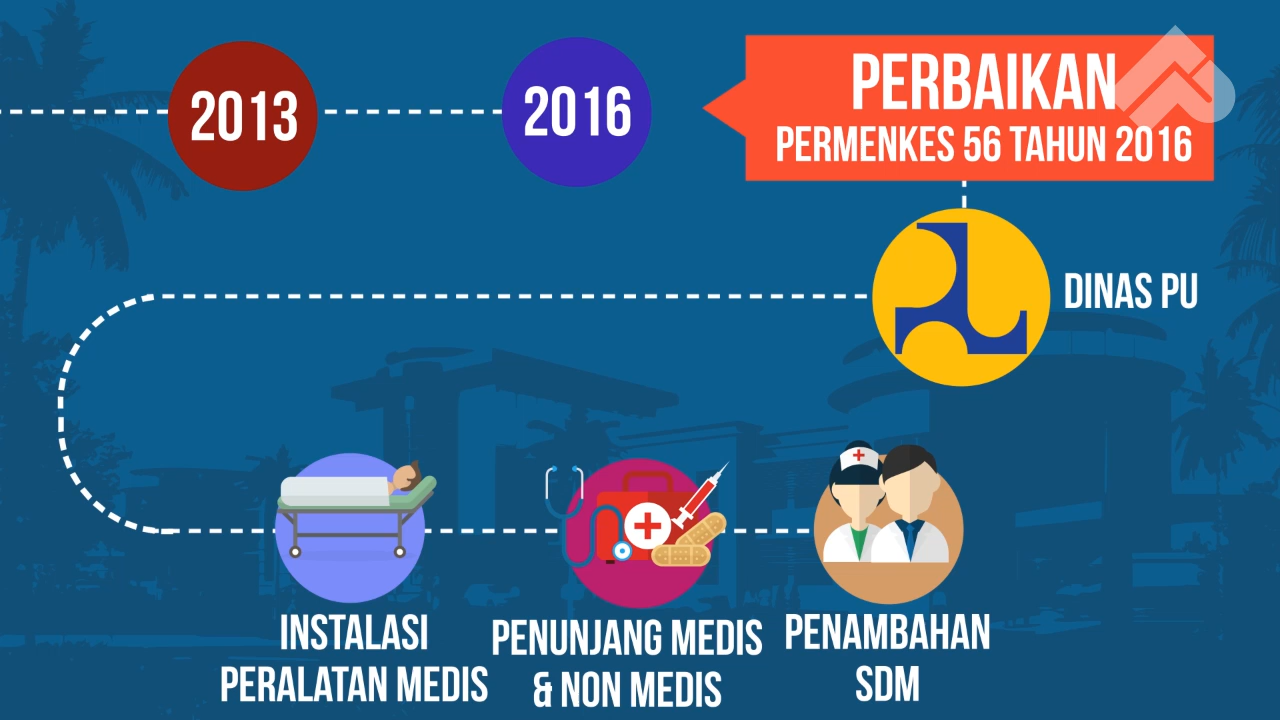 2013
2016
PERBAIKAN
PERMENKES 56 TAHUN 2016
DINAS PU
INSTALASI
PERALATAN MEDIS
PENUNJANG MEDIS
& NON MEDIS
PENAMBAHAN
SDM